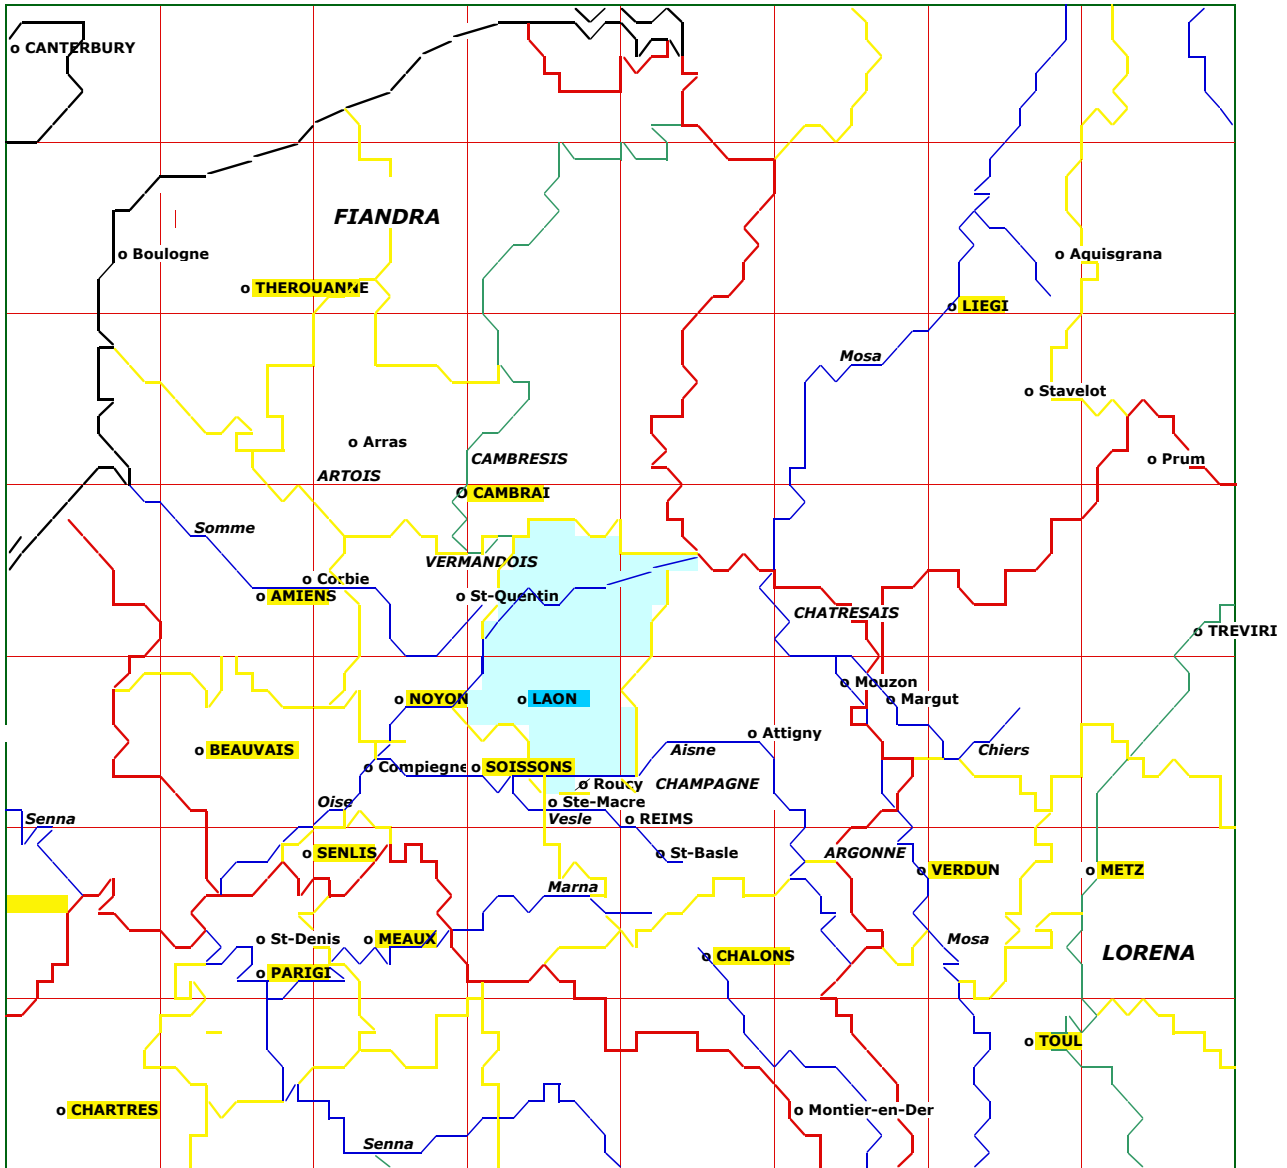 o CANTERBURY
FIANDRA
o Boulogne
o Aquisgrana
o THEROUANNE
o LIEGI
Mosa
o Stavelot
o Arras
CAMBRESIS
o Prum
ARTOIS
o CAMBRAI
Somme
VERMANDOIS
o Corbie
o AMIENS
o St-Quentin
CHATRESAIS
o TREVIRI
o Mouzon
o NOYON
o LAON
o Margut
o Attigny
o BEAUVAIS
Aisne
Chiers
o Compiegne
o SOISSONS
o Roucy
CHAMPAGNE
Oise
o Ste-Macre
Senna
Vesle
o REIMS
o SENLIS
o St-Basle
ARGONNE
o VERDUN
o METZ
Marna
o St-Denis
o MEAUX
Mosa
o CHALONS
LORENA
o PARIGI
o TOUL
o CHARTRES
o Montier-en-Der
Senna